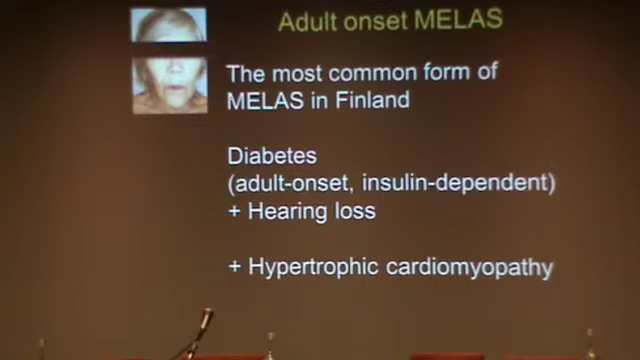 Adult onset MELAS
The most common form of
MELAS in Finland
Diabetes
(adult-onset, insulin-dependent)
+ Hearing loss
+ Hypertrophic cardiomyopathy